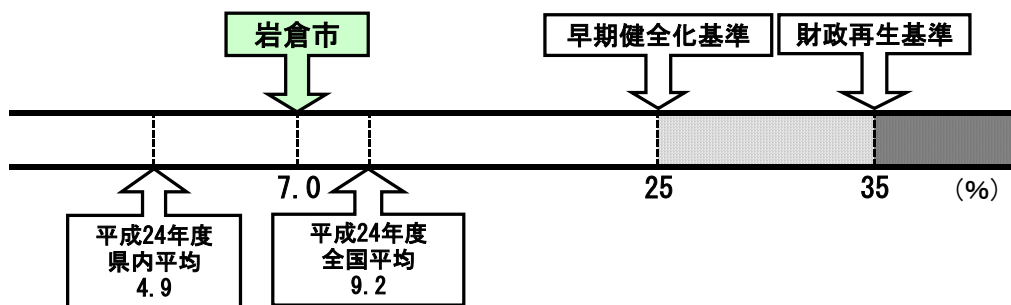 岩倉市
早期健全化基準
財政再生基準
7.0
25
35
（%）
平成24年度
県内平均
4.9
平成24年度
全国平均
9.2